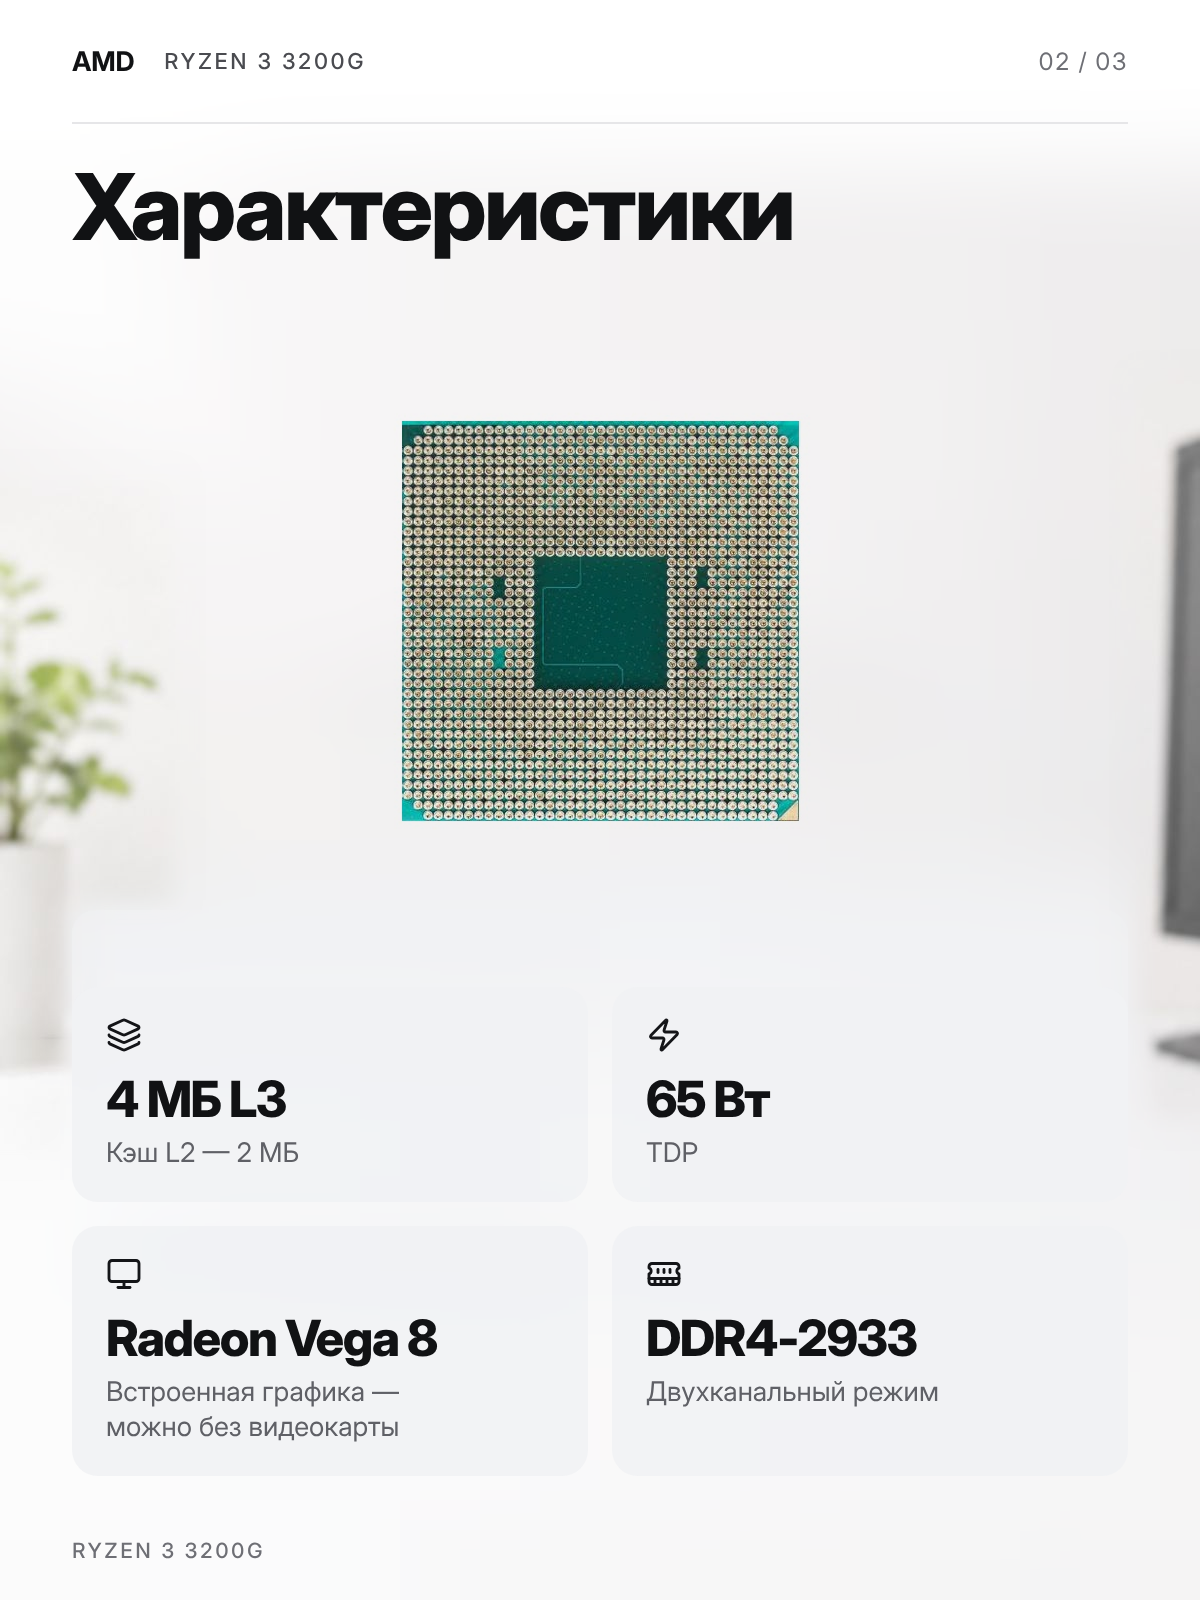 AMD RYZEN 3 3200G 02 / 03
Характеристики
4 МБ L3
Кэш L2 — 2 МБ
65 Вт
TDP
Radeon Vega 8
Встроенная графика —
можно без видеокарты
DDR4-2933
Двухканальный режим
RYZEN 3 3200G